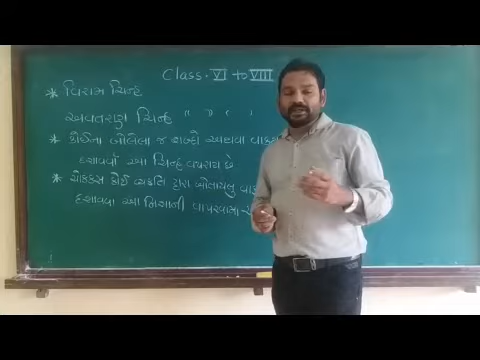 Class. VI to VIII
* વિરામ ચિન્હ
અવતરણ ચિન્હ " " ' '
* કોઈના બોલેલા જ શબ્દો અથવા
દર્શાવવા આ ચિન્હ વપરાય છે
* ચોક્કસ કોઈ વ્યક્તિ દ્વારા બોલાયેલુ
દર્શાવવા આ નિશાની વાપરવામાં